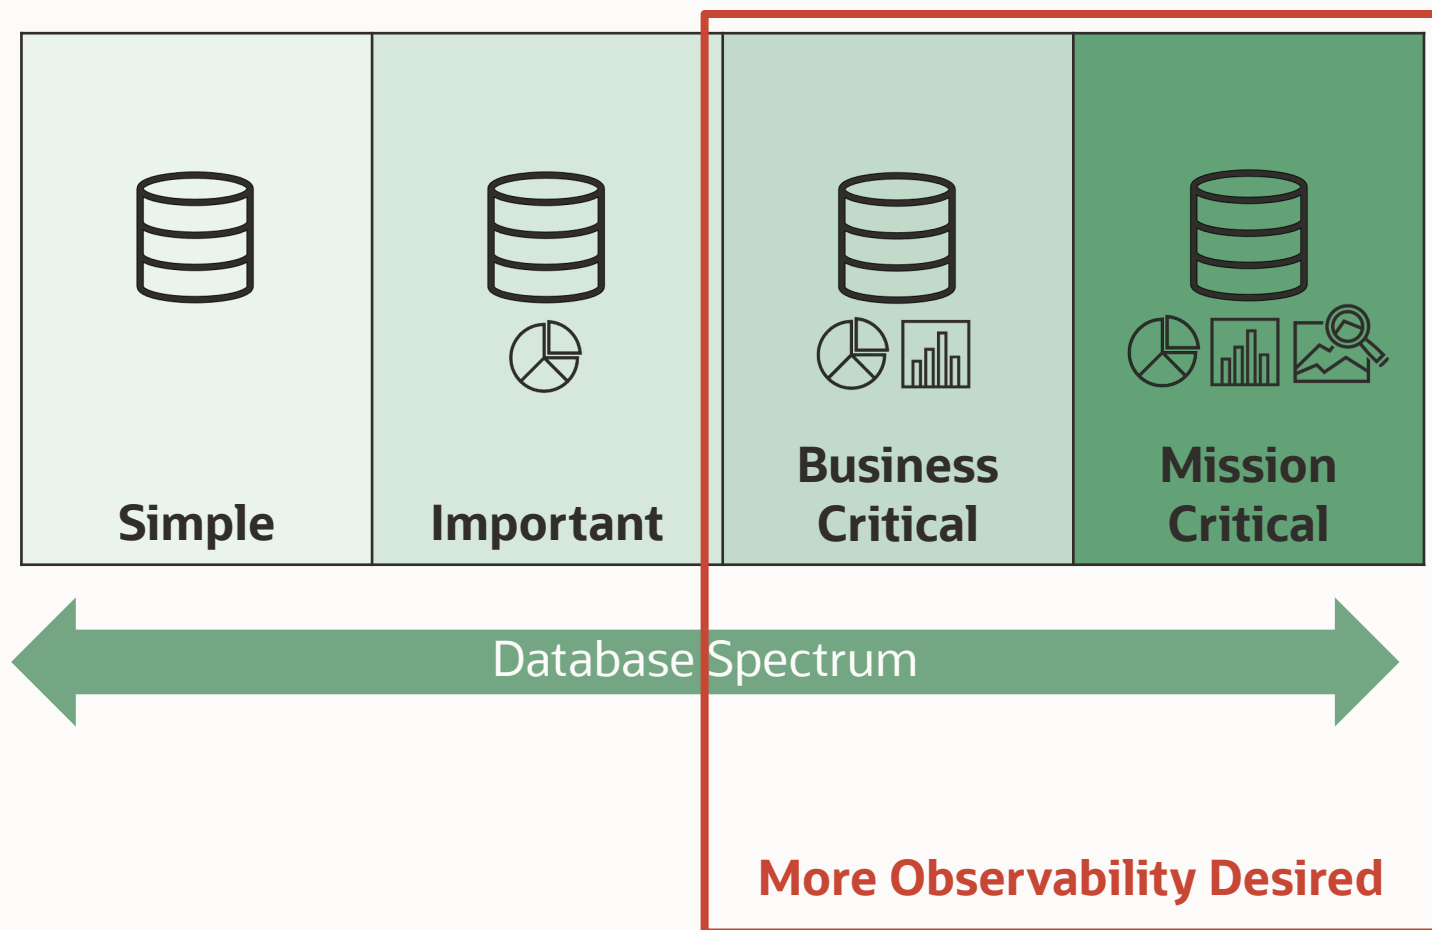 Simple
Important
Business
Critical
Mission
Critical
Database Spectrum
More Observability Desired